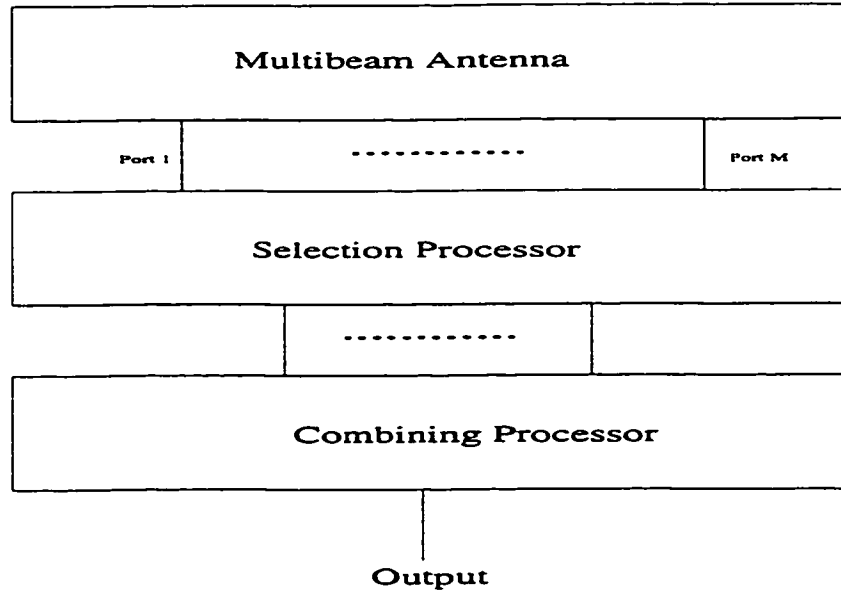 Multibeam Antenna
Port 1
Port M
Selection Processor
Combining Processor
Output